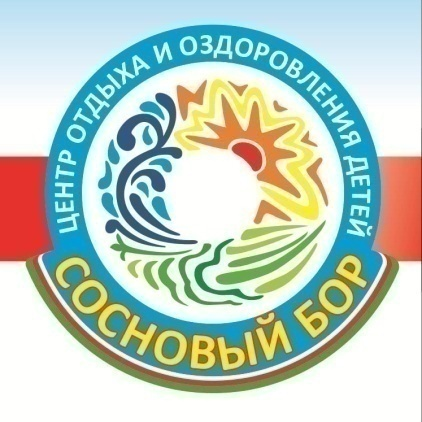 ЦЕНТР ОТДЫХА И ОЗДОРОВЛЕНИЯ ДЕТЕЙ
СОСНОВЫЙ БОР